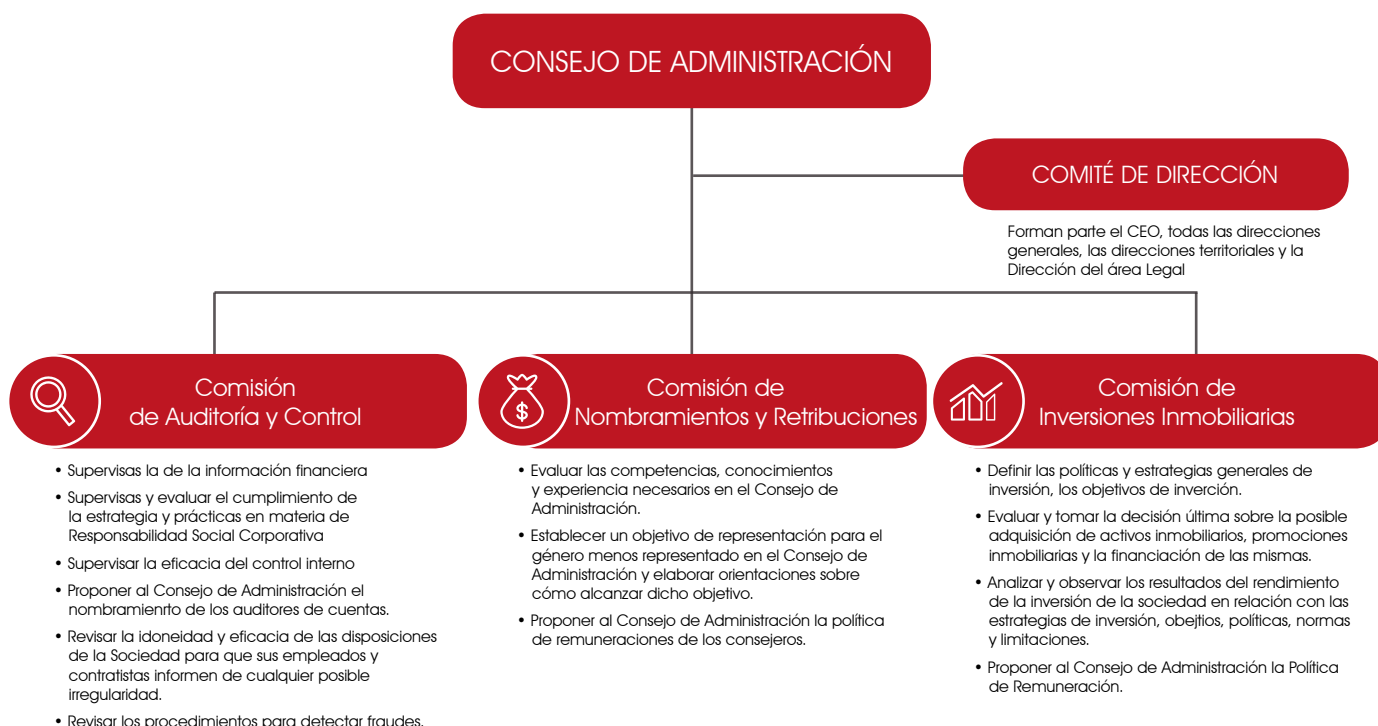 CONSEJO DE ADMINISTRACIÓN
COMITÉ DE DIRECCIÓN
Forman parte el CEO, todas las direcciones
generales, las direcciones territoriales y la
Dirección del área Legal
Comisión
de Auditoría y Control
• Supervisas la de la información financiera
• Supervisas y evaluar el cumplimiento de
la estrategia y prácticas en materia de
Responsabilidad Social Corporativa
• Supervisar la eficacia del control interno
• Proponer al Consejo de Administración el
nombramienrto de los auditores de cuentas.
• Revisar la idoneidad y eficacia de las disposiciones
de la Sociedad para que sus empleados y
contratistas informen de cualquier posible
irregularidad.
• Revisar los procedimientos para detectar fraudes.
$
Comisión de
Nombramientos y Retribuciones
• Evaluar las competencias, conocimientos
y experiencia necesarios en el Consejo de
Administración.
• Establecer un objetivo de representación para el
género menos representado en el Consejo de
Administración y elaborar orientaciones sobre
cómo alcanzar dicho objetivo.
• Proponer al Consejo de Administración la política
de remuneraciones de los consejeros.
Comisión de
Inversiones Inmobiliarias
• Definir las políticas y estrategias generales de
inversión, los objetivos de inverción.
• Evaluar y tomar la decisión última sobre la posible
adquisición de activos inmobiliarios, promociones
inmobiliarias y la financiación de las mismas.
• Analizar y observar los resultados del rendimiento
de la inversión de la sociedad en relación con las
estrategias de inversión, obejtios, políticas, normas
y limitaciones.
• Proponer al Consejo de Administración la Política
de Remuneración.